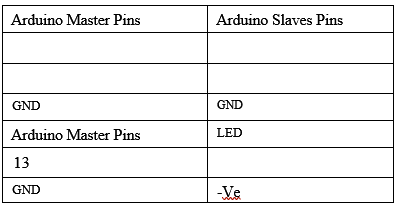 Arduino Master Pins Arduino Slaves Pins
GND GND
Arduino Master Pins LED
13
GND -Ve